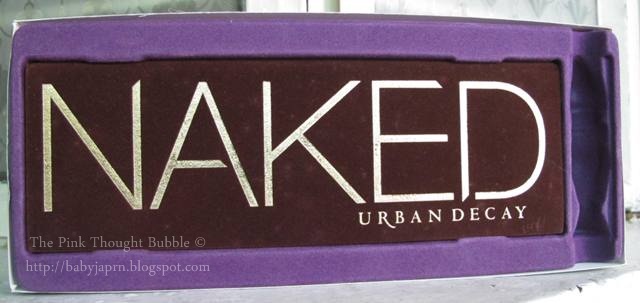 NAKED
URBAN DECAY
The Pink Thought Bubble ©
http://babyjaprn.blogspot.com